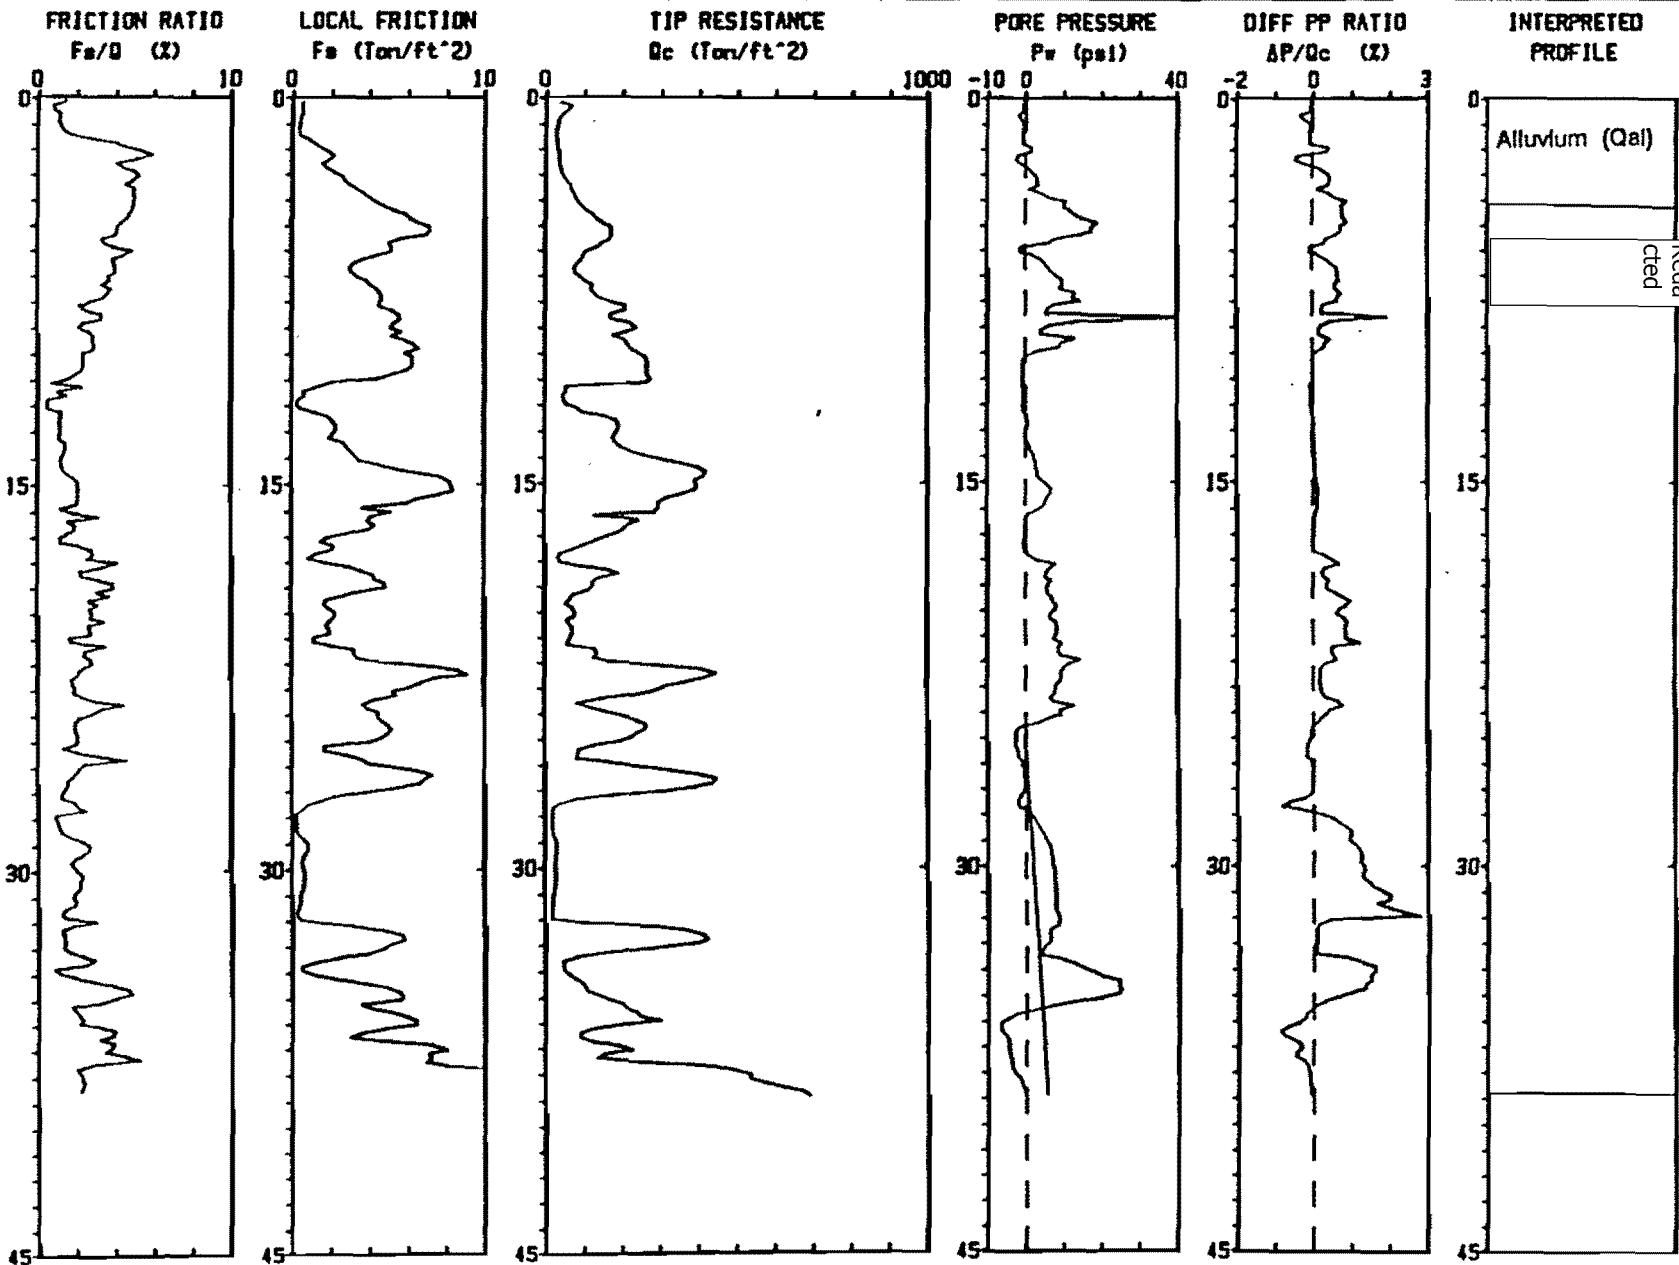 FRICTION RATIO
Fs/Q (%)
0 10
LOCAL FRICTION
Fs (Ton/ft^2)
0 10
TIP RESISTANCE
Qc (Ton/ft^2)
0 1000
PORE PRESSURE
Pw (psi)
-10 0 40
DIFF PP RATIO
ΔP/Qc (%)
-2 0 3
INTERPRETED
PROFILE
0 0 0 0 0 0
Alluvium (Qal)
cted
15 15 15 15 15 15
30 30 30 30 30 30
45 45 45 45 45 45